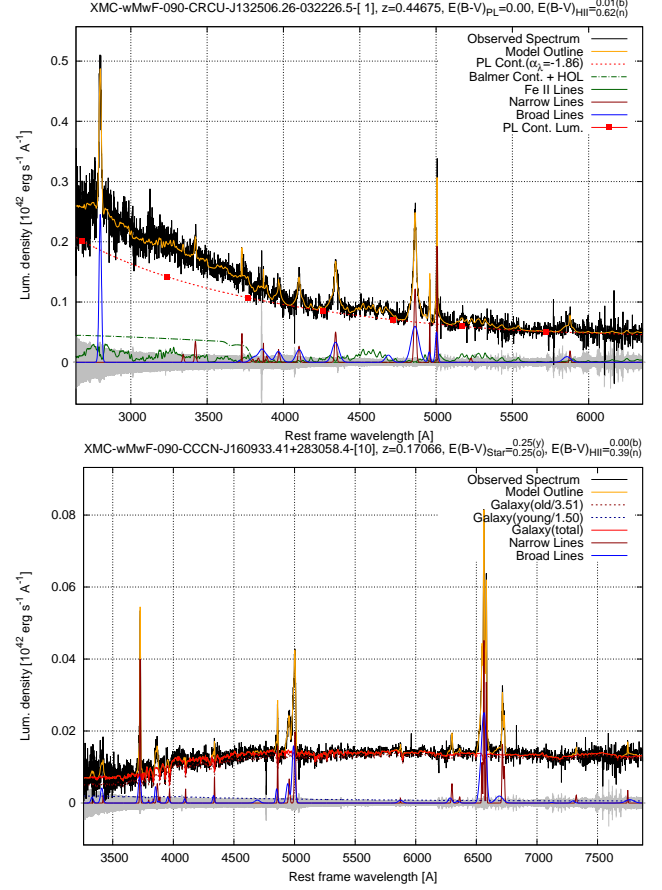 XMC-wMwF-090-CRCU-J132506.26-032226.5-[ 1], z=0.44675, E(B-V)PL=0.00, E(B-V)HII=0.01(b) 0.62(n)
Observed Spectrum
Model Outline
PL Cont.(αλ=-1.86)
Balmer Cont. + HOL
Fe II Lines
Narrow Lines
Broad Lines
PL Cont. Lum.
Lum. density [10^42 erg s^-1 A^-1]
0.5
0.4
0.3
0.2
0.1
0
3000 3500 4000 4500 5000 5500 6000
Rest frame wavelength [A]
XMC-wMwF-090-CCCN-J160933.41+283058.4-[10], z=0.17066, E(B-V)Star=0.25(y) 0.25(o), E(B-V)HII=0.00(b) 0.39(n)
Observed Spectrum
Model Outline
Galaxy(old/3.51)
Galaxy(young/1.50)
Galaxy(total)
Narrow Lines
Broad Lines
Lum. density [10^42 erg s^-1 A^-1]
0.08
0.06
0.04
0.02
0
3500 4000 4500 5000 5500 6000 6500 7000 7500
Rest frame wavelength [A]